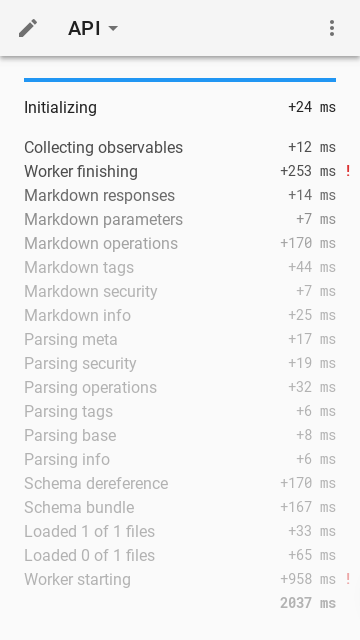 API
Initializing +24 ms
Collecting observables +12 ms
Worker finishing +253 ms !
Markdown responses +14 ms
Markdown parameters +7 ms
Markdown operations +170 ms
Markdown tags +44 ms
Markdown security +7 ms
Markdown info +25 ms
Parsing meta +17 ms
Parsing security +19 ms
Parsing operations +32 ms
Parsing tags +6 ms
Parsing base +8 ms
Parsing info +6 ms
Schema dereference +170 ms
Schema bundle +167 ms
Loaded 1 of 1 files +33 ms
Loaded 0 of 1 files +65 ms
Worker starting +958 ms !
2037 ms